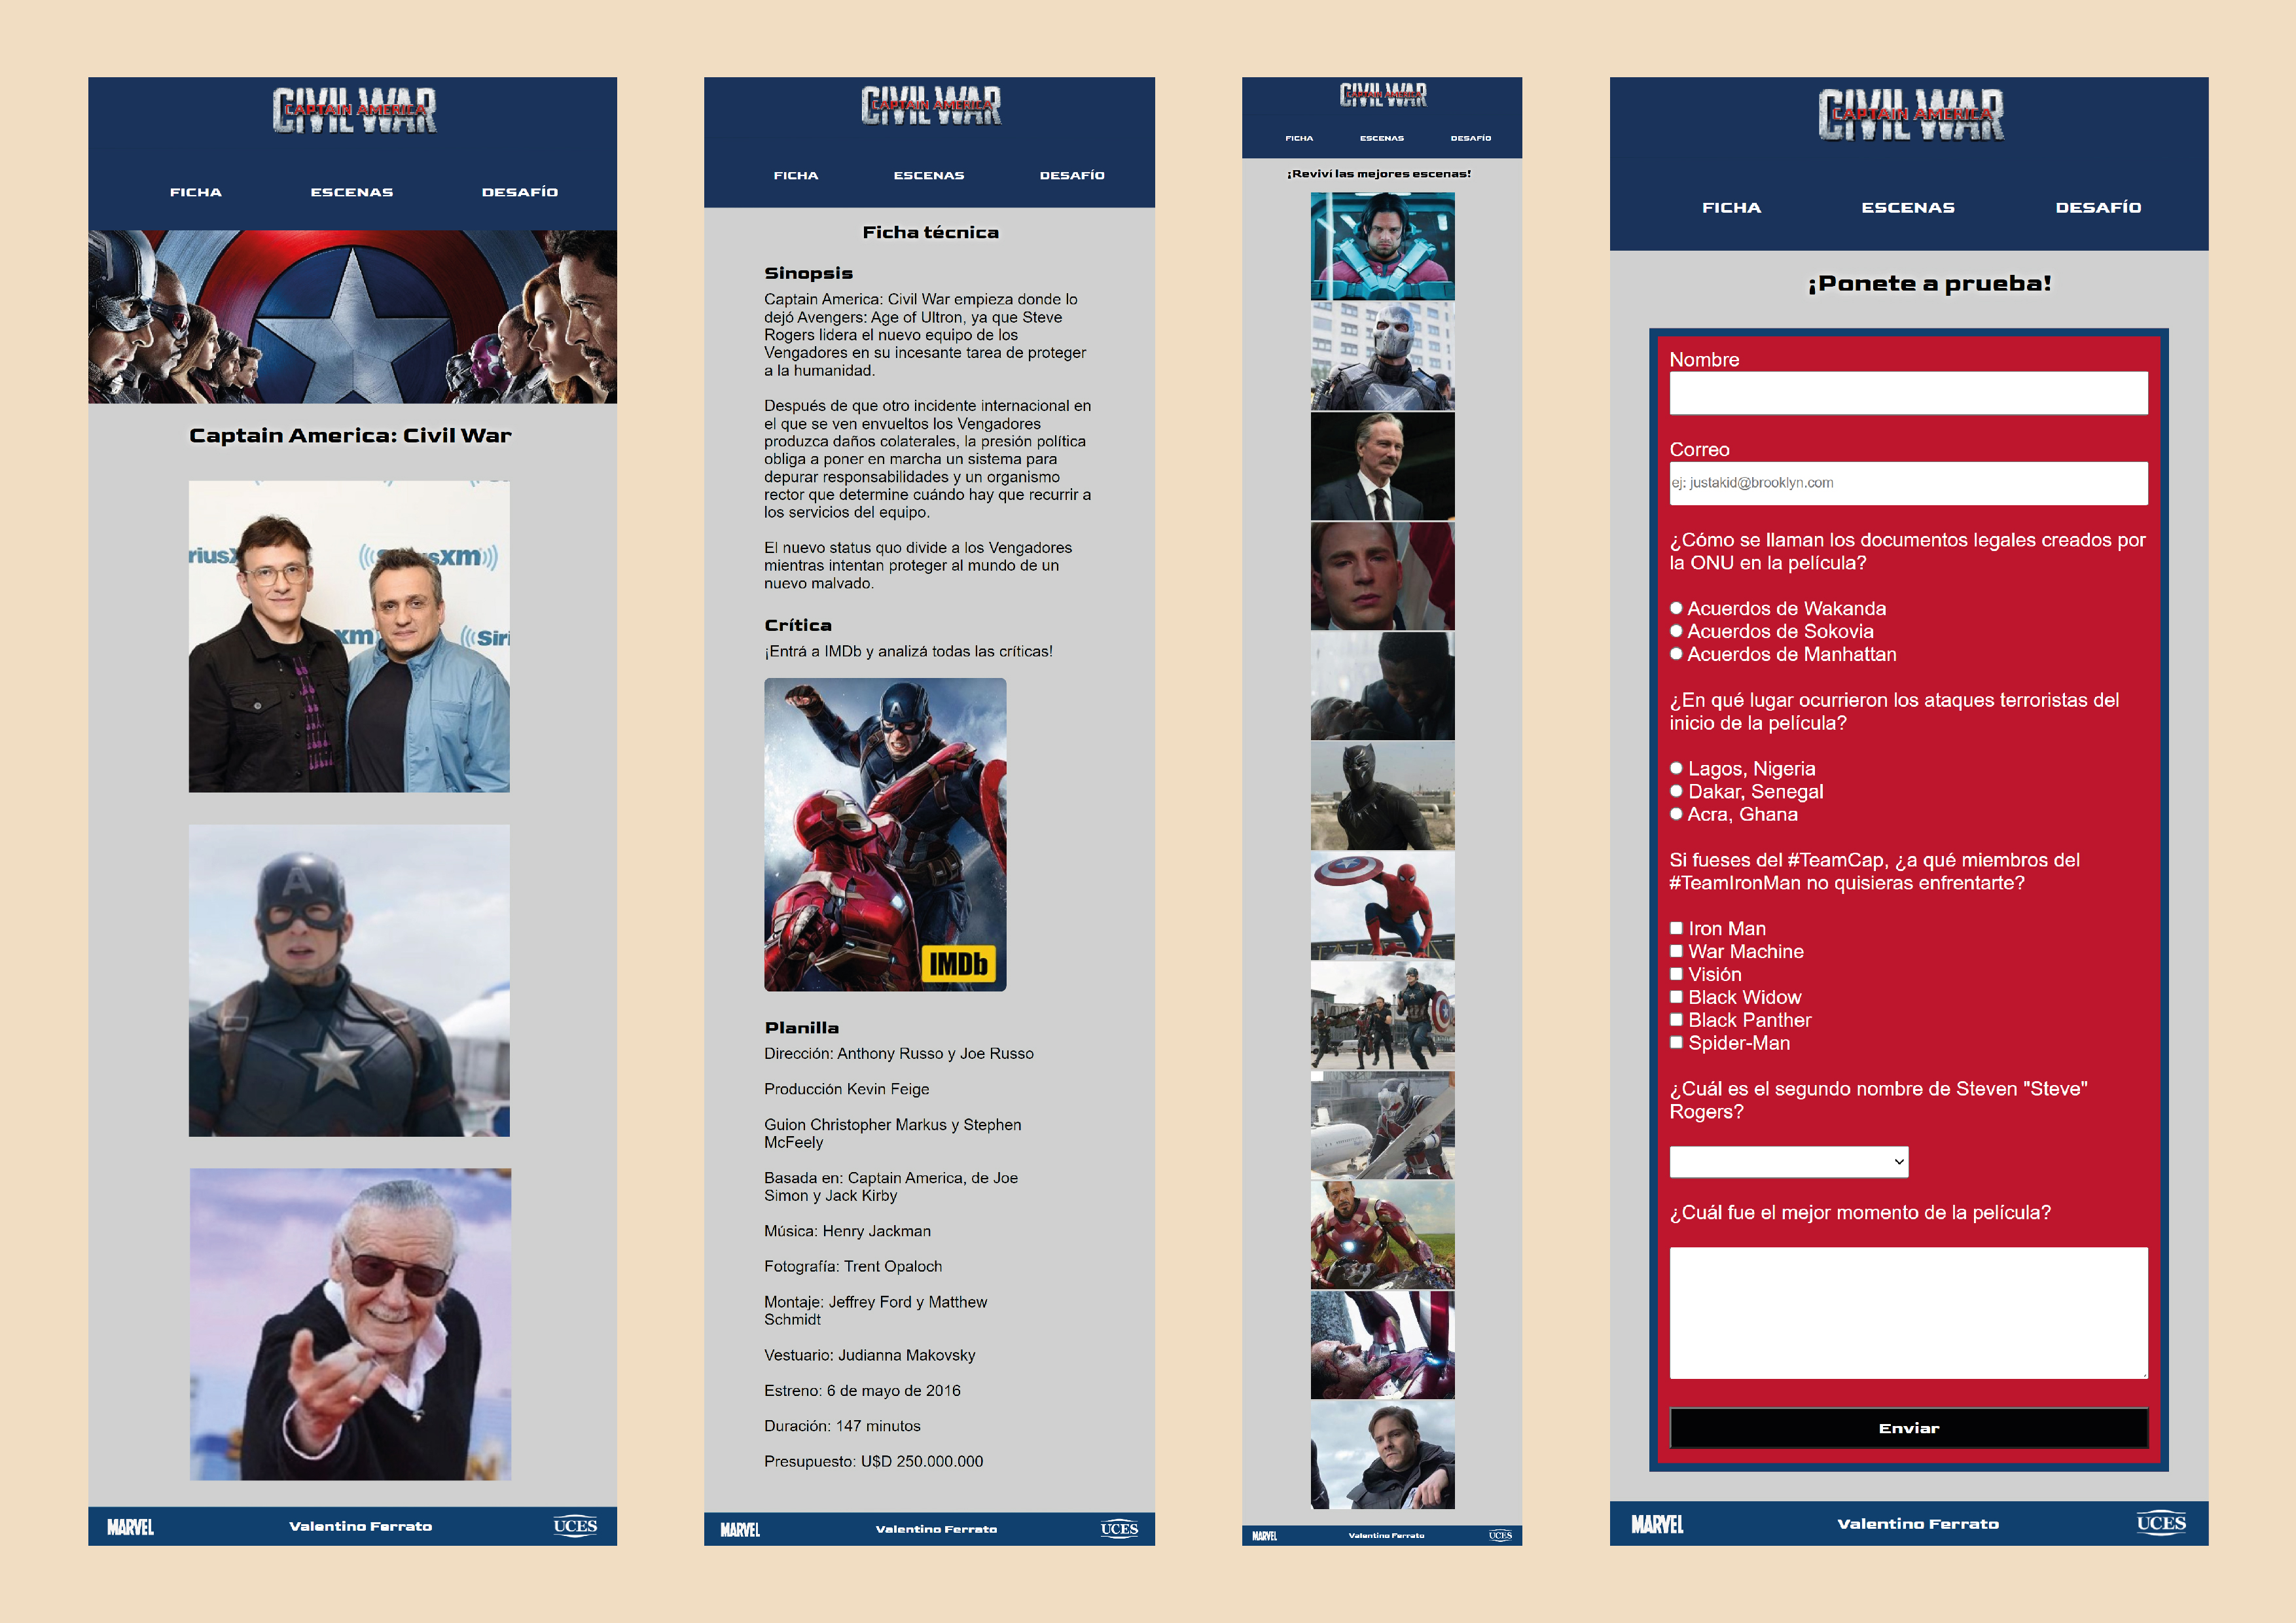 CIVIL WAR
CAPTAIN AMERICA
FICHA ESCENAS DESAFÍO
Captain America: Civil War
riusX
((SiriusXM))
xm
((Siri
A
MARVEL Valentino Ferrato UCES
CIVIL WAR
CAPTAIN AMERICA
FICHA ESCENAS DESAFÍO
Ficha técnica
Sinopsis
Captain America: Civil War empieza donde lo
dejó Avengers: Age of Ultron, ya que Steve
Rogers lidera el nuevo equipo de los
Vengadores en su incesante tarea de proteger
a la humanidad.
Después de que otro incidente internacional en
el que se ven envueltos los Vengadores
produzca daños colaterales, la presión política
obliga a poner en marcha un sistema para
depurar responsabilidades y un organismo
rector que determine cuándo hay que recurrir a
los servicios del equipo.
El nuevo status quo divide a los Vengadores
mientras intentan proteger al mundo de un
nuevo malvado.
Crítica
¡Entrá a IMDb y analizá todas las críticas!
A
IMDb
Planilla
Dirección: Anthony Russo y Joe Russo
Producción Kevin Feige
Guion Christopher Markus y Stephen
McFeely
Basada en: Captain America, de Joe
Simon y Jack Kirby
Música: Henry Jackman
Fotografía: Trent Opaloch
Montaje: Jeffrey Ford y Matthew
Schmidt
Vestuario: Judianna Makovsky
Estreno: 6 de mayo de 2016
Duración: 147 minutos
Presupuesto: U$D 250.000.000
MARVEL Valentino Ferrato UCES
CIVIL WAR
CAPTAIN AMERICA
FICHA ESCENAS DESAFÍO
¡Reviví las mejores escenas!
MARVEL Valentino Ferrato UCES
CIVIL WAR
CAPTAIN AMERICA
FICHA ESCENAS DESAFÍO
¡Ponete a prueba!
Nombre
Correo
ej: justakid@brooklyn.com
¿Cómo se llaman los documentos legales creados por
la ONU en la película?
Acuerdos de Wakanda
Acuerdos de Sokovia
Acuerdos de Manhattan
¿En qué lugar ocurrieron los ataques terroristas del
inicio de la película?
Lagos, Nigeria
Dakar, Senegal
Acra, Ghana
Si fueses del #TeamCap, ¿a qué miembros del
#TeamIronMan no quisieras enfrentarte?
Iron Man
War Machine
Visión
Black Widow
Black Panther
Spider-Man
¿Cuál es el segundo nombre de Steven "Steve"
Rogers?
¿Cuál fue el mejor momento de la película?
Enviar
MARVEL Valentino Ferrato UCES